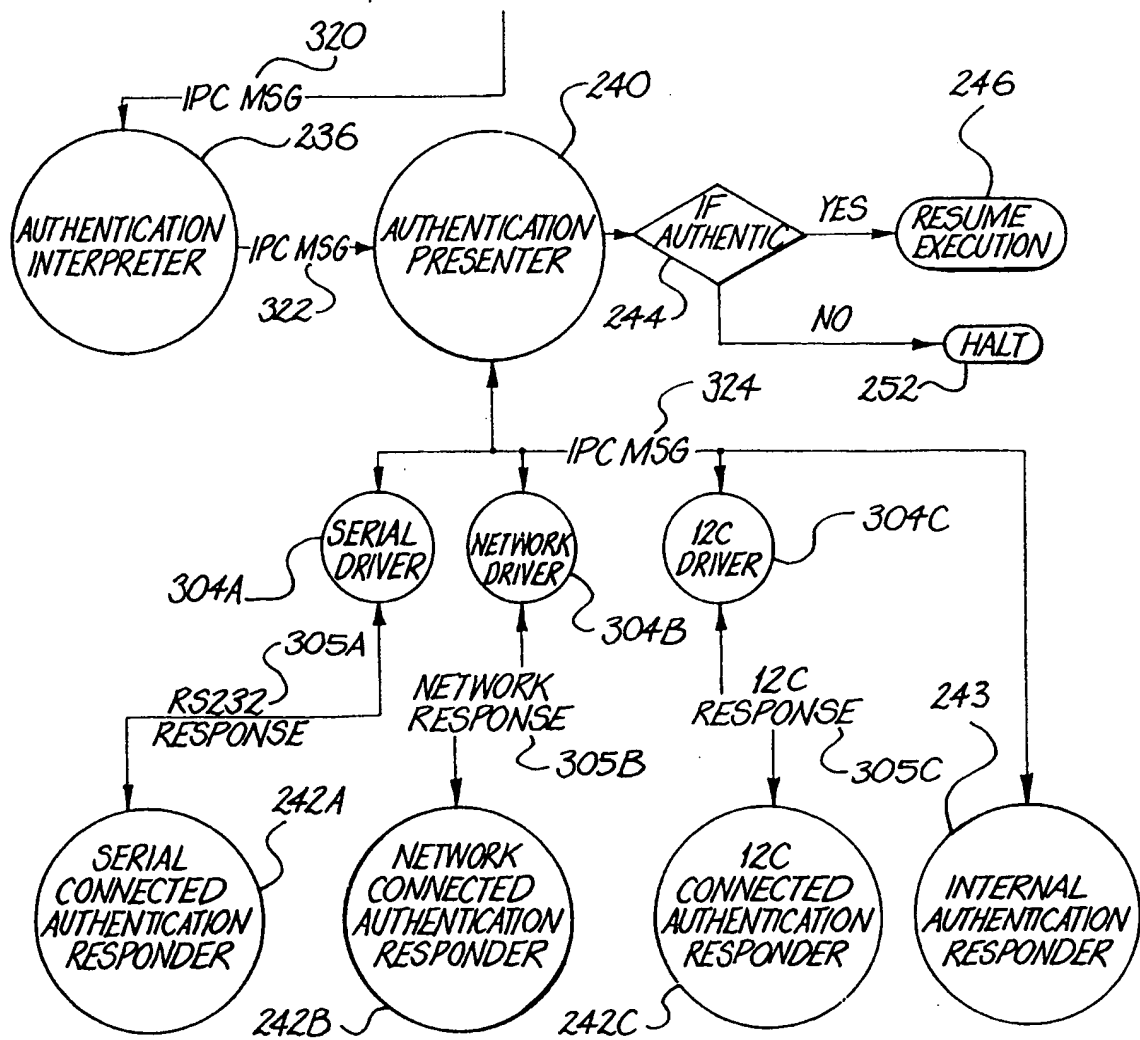 320
IPC MSG
236
240
246
AUTHENTICATION
INTERPRETER
IPC MSG
322
AUTHENTICATION
PRESENTER
IF
AUTHENTIC
244
YES
RESUME
EXECUTION
NO
HALT
252
324
IPC MSG
SERIAL
DRIVER
304A
NETWORK
DRIVER
304B
12C
DRIVER
304C
305A
RS232
RESPONSE
NETWORK
RESPONSE
305B
12C
RESPONSE
305C
243
242A
SERIAL
CONNECTED
AUTHENTICATION
RESPONDER
NETWORK
CONNECTED
AUTHENTICATION
RESPONDER
242B
12C
CONNECTED
AUTHENTICATION
RESPONDER
242C
INTERNAL
AUTHENTICATION
RESPONDER